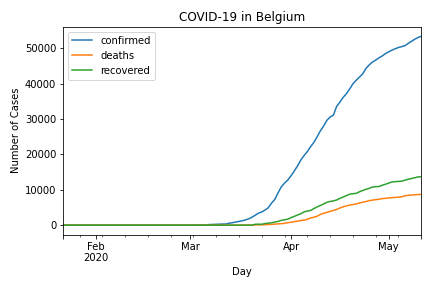 COVID-19 in Belgium
confirmed
deaths
recovered
Number of Cases
50000
40000
30000
20000
10000
0
Feb
2020
Mar
Apr
May
Day